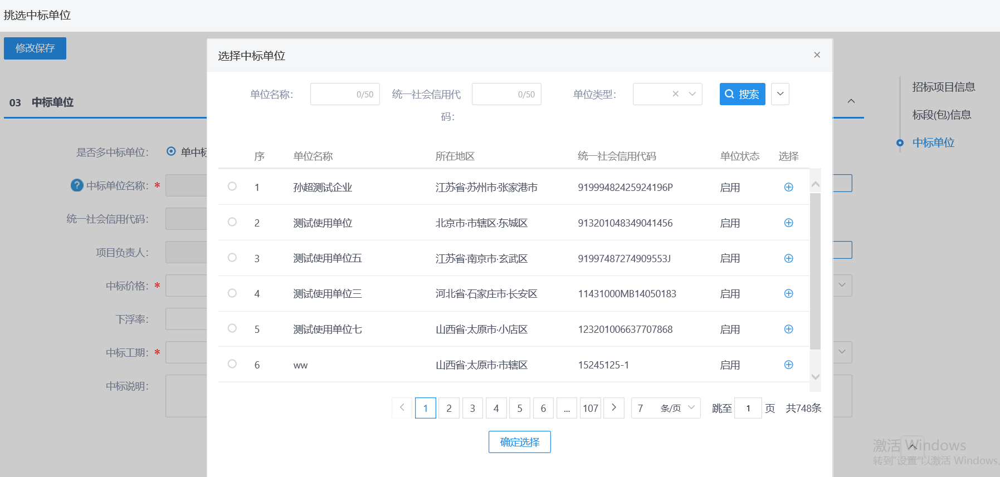 挑选中标单位
修改保存
选择中标单位
单位名称： 0/50 统一社会信用代码： 0/50 单位类型： 搜索
03 中标单位
招标项目信息
标段(包)信息
中标单位
是否多中标单位： 单中标
中标单位名称： *
统一社会信用代码：
项目负责人：
中标价格： *
下浮率：
中标工期： *
中标说明：
序 单位名称 所在地区 统一社会信用代码 单位状态 选择
1 孙超测试企业 江苏省·苏州市·张家港市 91999482425924196P 启用
2 测试使用单位 北京市·市辖区·东城区 913201048349041456 启用
3 测试使用单位五 江苏省·南京市·玄武区 91997487274909553J 启用
4 测试使用单位三 河北省·石家庄市·长安区 11431000MB14050183 启用
5 测试使用单位七 山西省·太原市·小店区 123201006637707868 启用
6 ww 山西省·太原市·市辖区 15245125-1 启用
1 2 3 4 5 6 ... 107 7 条/页 跳至 1 页 共748条
确定选择
激活 Windows
转到"设置"以激活 Windows。